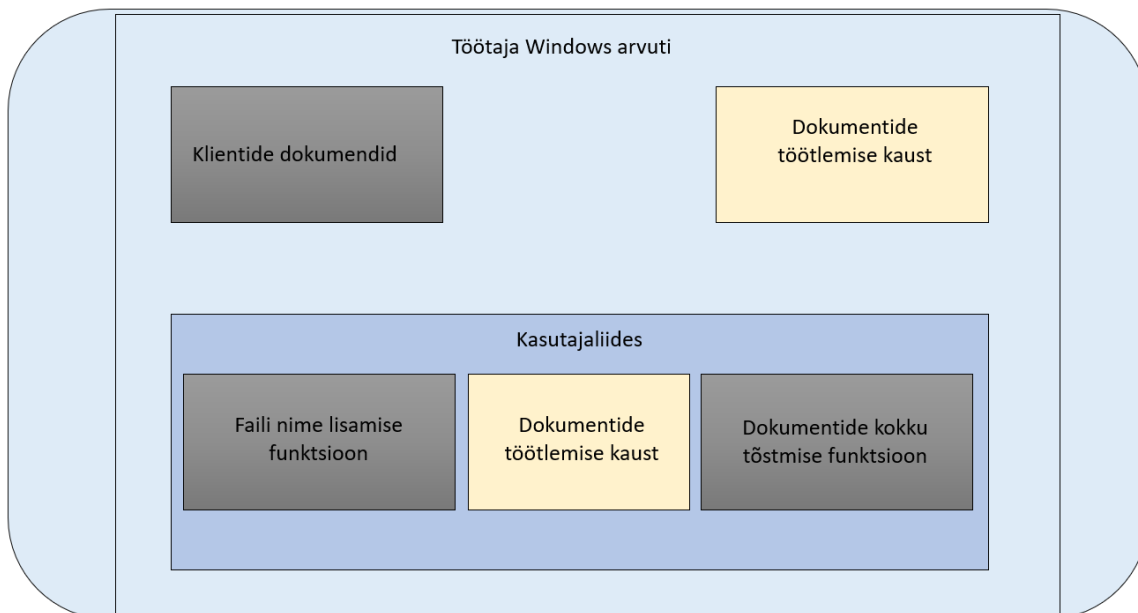 Töötaja Windows arvuti
Klientide dokumendid
Dokumentide
töötlemise kaust
Kasutajaliides
Faili nime lisamise
funktsioon
Dokumentide
töötlemise kaust
Dokumentide kokku
tõstmise funktsioon